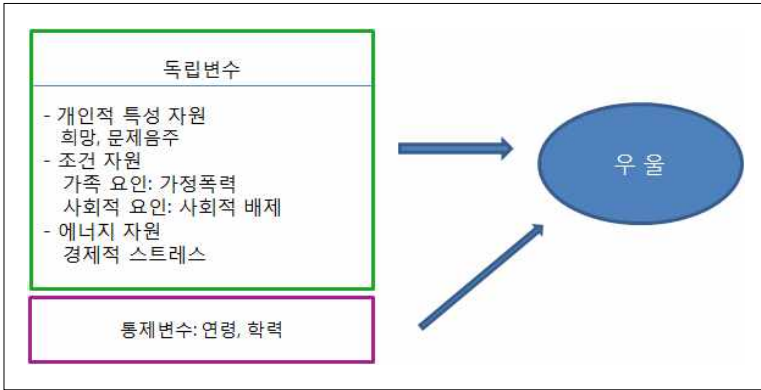 독립변수
- 개인적 특성 자원
희망, 문제음주
- 조건 자원
가족 요인: 가정폭력
사회적 요인: 사회적 배제
- 에너지 자원
경제적 스트레스
우 울
통제변수: 연령, 학력